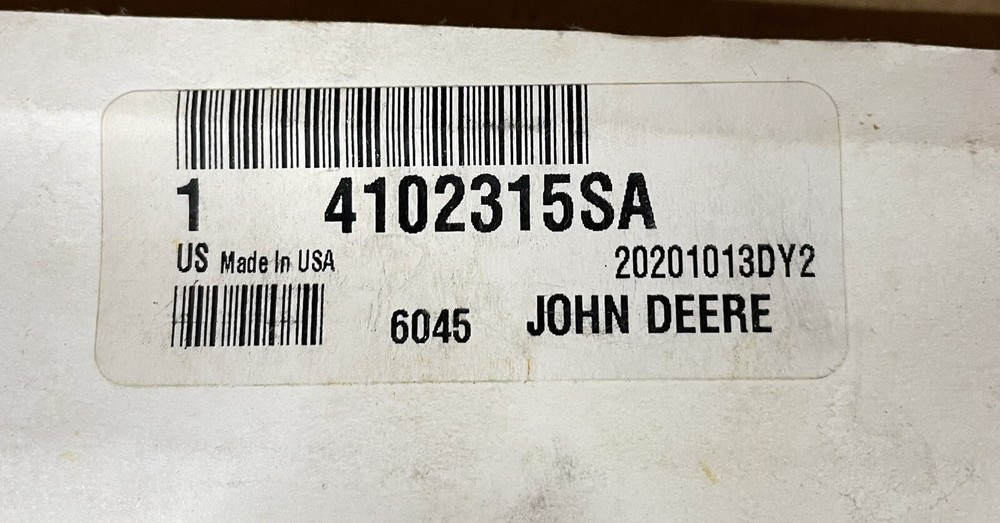 1 4102315SA
US Made In USA 20201013DY2
6045 JOHN DEERE